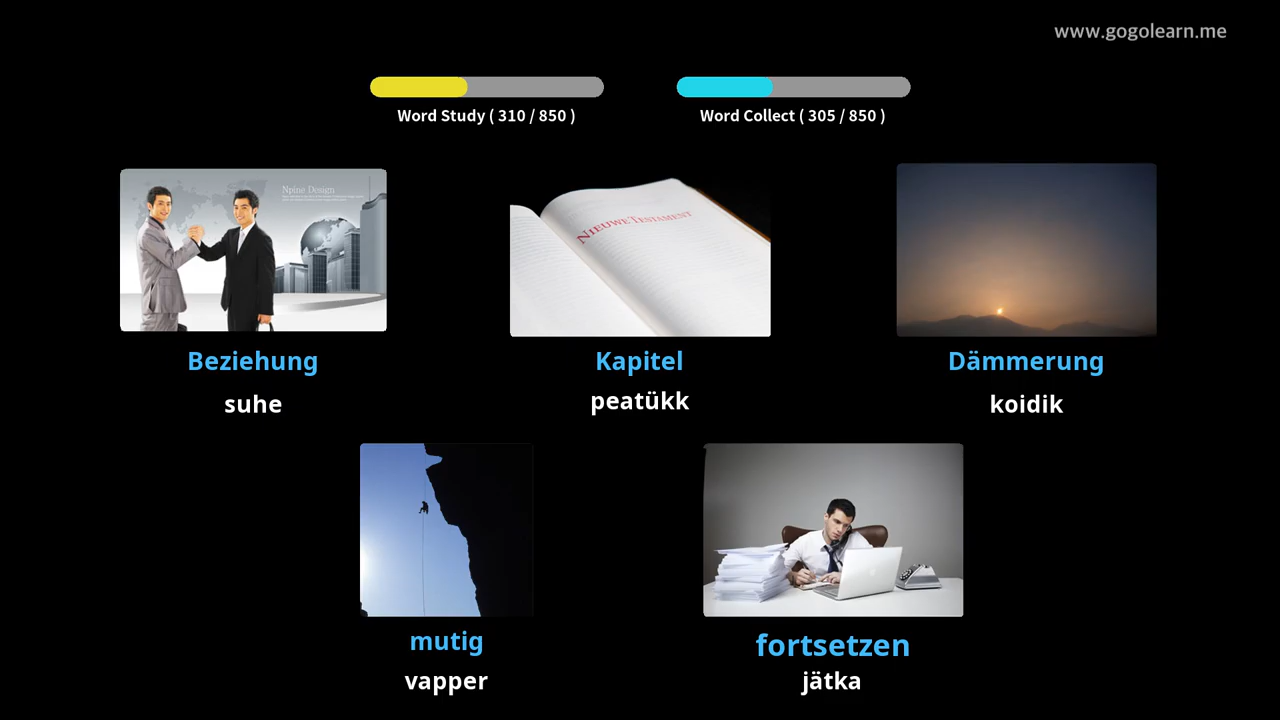 www.gogolearn.me
Word Study ( 310 / 850 )
Word Collect ( 305 / 850 )
Npine Design
NIEUWE TESTAMENT
Beziehung
suhe
Kapitel
peatükk
Dämmerung
koidik
mutig
vapper
fortsetzen
jätka